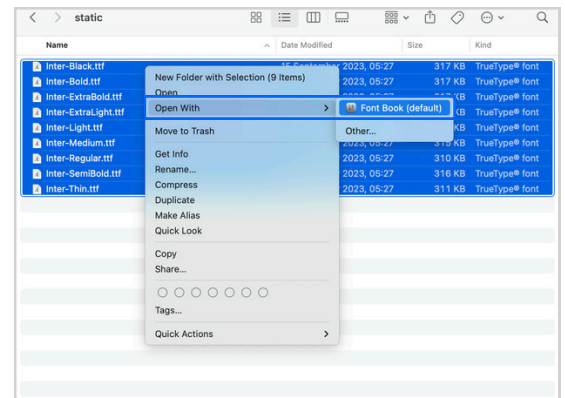 static
Name Date Modified Size Kind
Inter-Black.ttf 15 September 2023, 05:27 317 KB TrueType® font
Inter-Bold.ttf 2023, 05:27 317 KB TrueType® font
Inter-ExtraBold.ttf 2023, 05:27 317 KB TrueType® font
Inter-ExtraLight.ttf KB TrueType® font
Inter-Light.ttf KB TrueType® font
Inter-Medium.ttf 2023, 05:27 315 KB TrueType® font
Inter-Regular.ttf 2023, 05:27 310 KB TrueType® font
Inter-SemiBold.ttf 2023, 05:27 316 KB TrueType® font
Inter-Thin.ttf 2023, 05:27 311 KB TrueType® font
New Folder with Selection (9 Items)
Open
Open With
Move to Trash
Get Info
Rename...
Compress
Duplicate
Make Alias
Quick Look
Copy
Share...
Tags...
Quick Actions
Font Book (default)
Other...